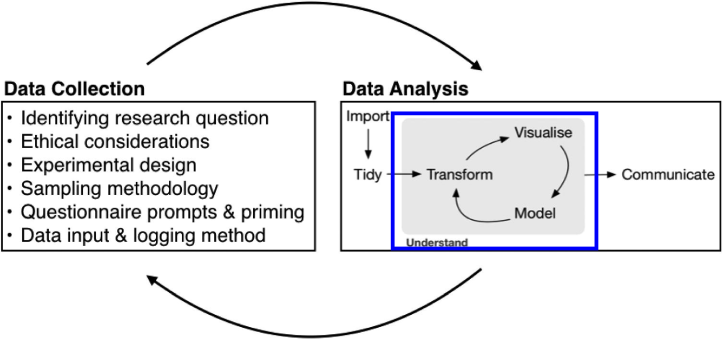 Data Collection
• Identifying research question
• Ethical considerations
• Experimental design
• Sampling methodology
• Questionnaire prompts & priming
• Data input & logging method
Data Analysis
Import
Tidy
Transform
Visualise
Model
Understand
Communicate